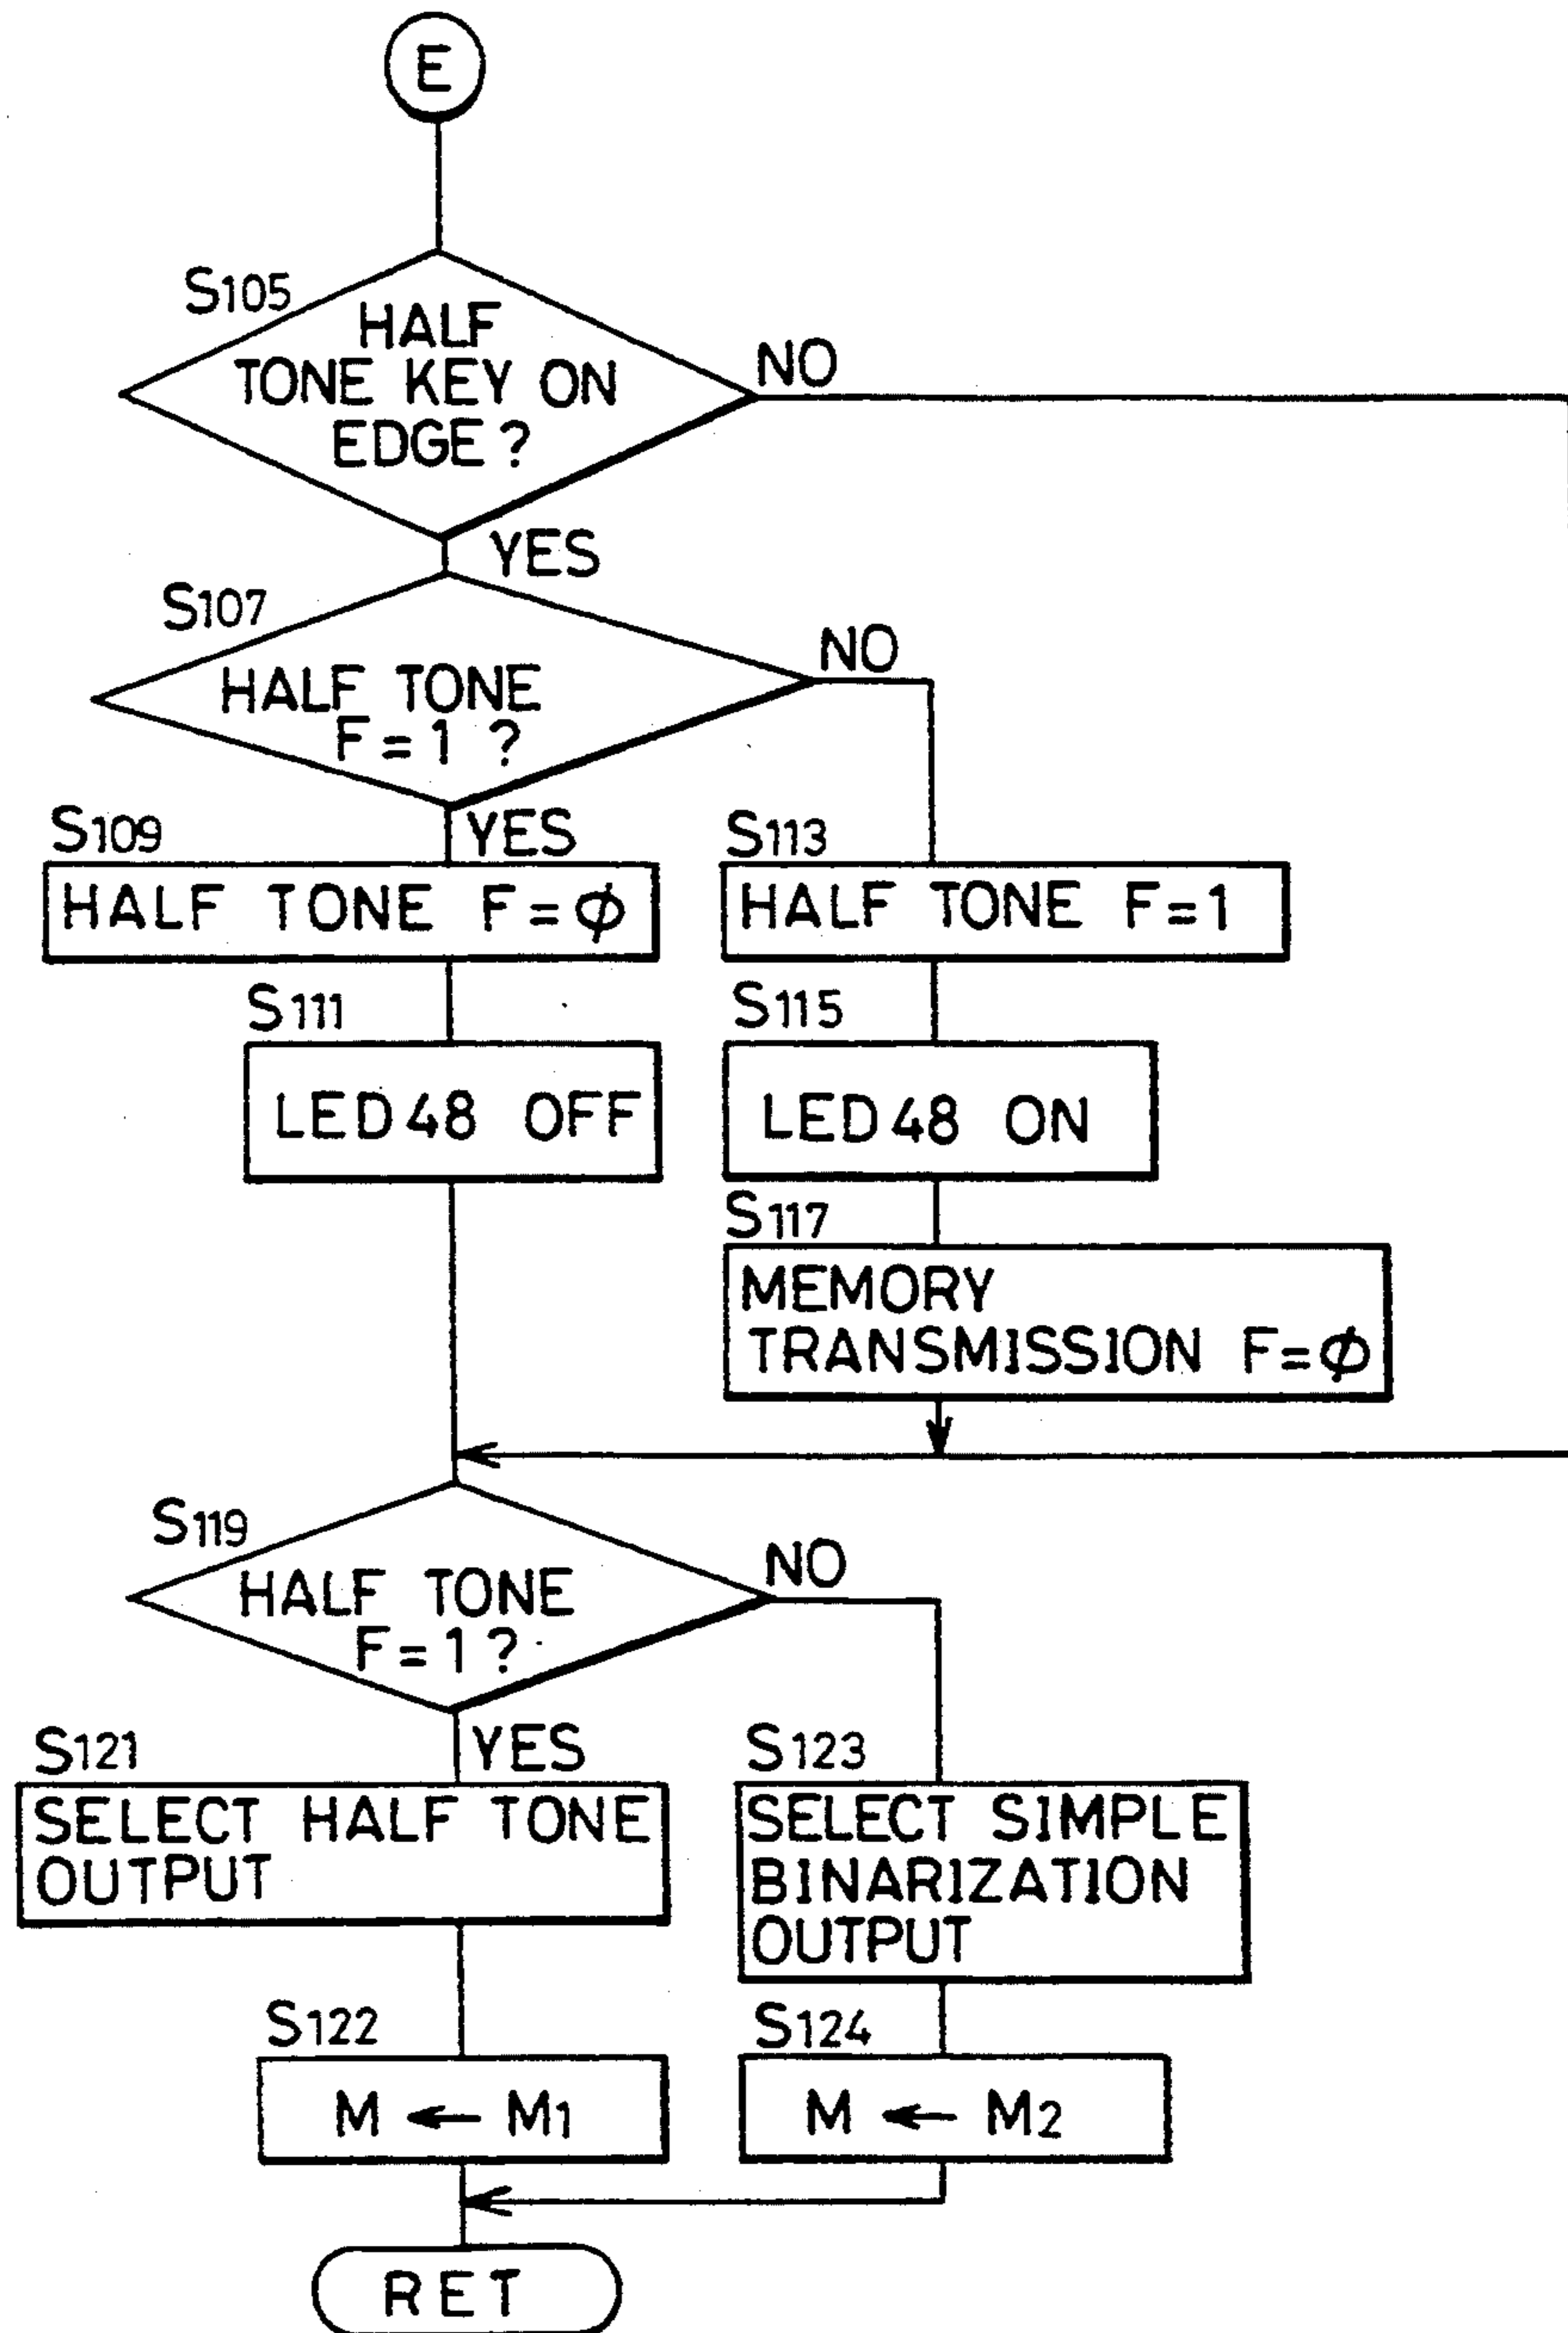 E
S105
HALF
TONE KEY ON
EDGE?
NO
YES
S107
HALF TONE
F=1 ?
NO
YES
S109
HALF TONE F=ϕ
S113
HALF TONE F=1
S111
LED48 OFF
S115
LED48 ON
S117
MEMORY
TRANSMISSION F=ϕ
S119
HALF TONE
F=1?
NO
YES
S121
SELECT HALF TONE
OUTPUT
S123
SELECT SIMPLE
BINARIZATION
OUTPUT
S122
M ← M1
S124
M ← M2
RET